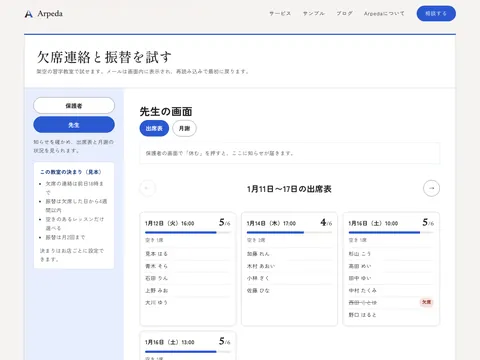 Arpeda
サービス
サンプル
ブログ
Arpedaについて
相談する
欠席連絡と振替を試す
架空の習字教室で試せます。メールは画面内に表示され、再読み込みで最初に戻ります。
保護者
先生
知らせを確かめ、出席表と月謝の
状況を見られます。
この教室の決まり（見本）
欠席の連絡は前日18時ま
で
振替は欠席した日から4週
間以内
空きのあるレッスンだけ
選べる
振替は月2回まで
決まりはお店ごとに設定で
きます。
先生の画面
出席表
月謝
保護者の画面で「休む」を押すと、ここに知らせが届きます。
←
1月11日〜17日の出席表
→
1月12日（火）16:00
5/6
空き 1席
見本 はる
青木 そら
石田 りん
上野 みお
大川 ゆう
1月14日（木）17:00
4/6
空き 2席
加藤 れん
木村 あおい
小林 さく
佐藤 ひな
1月16日（土）10:00
5/6
空き 1席
杉山 こう
高田 めい
田中 ゆい
中村 たくみ
西田 ことは
欠席
野口 はると
1月16日（土）13:00
5/6
空き 1席